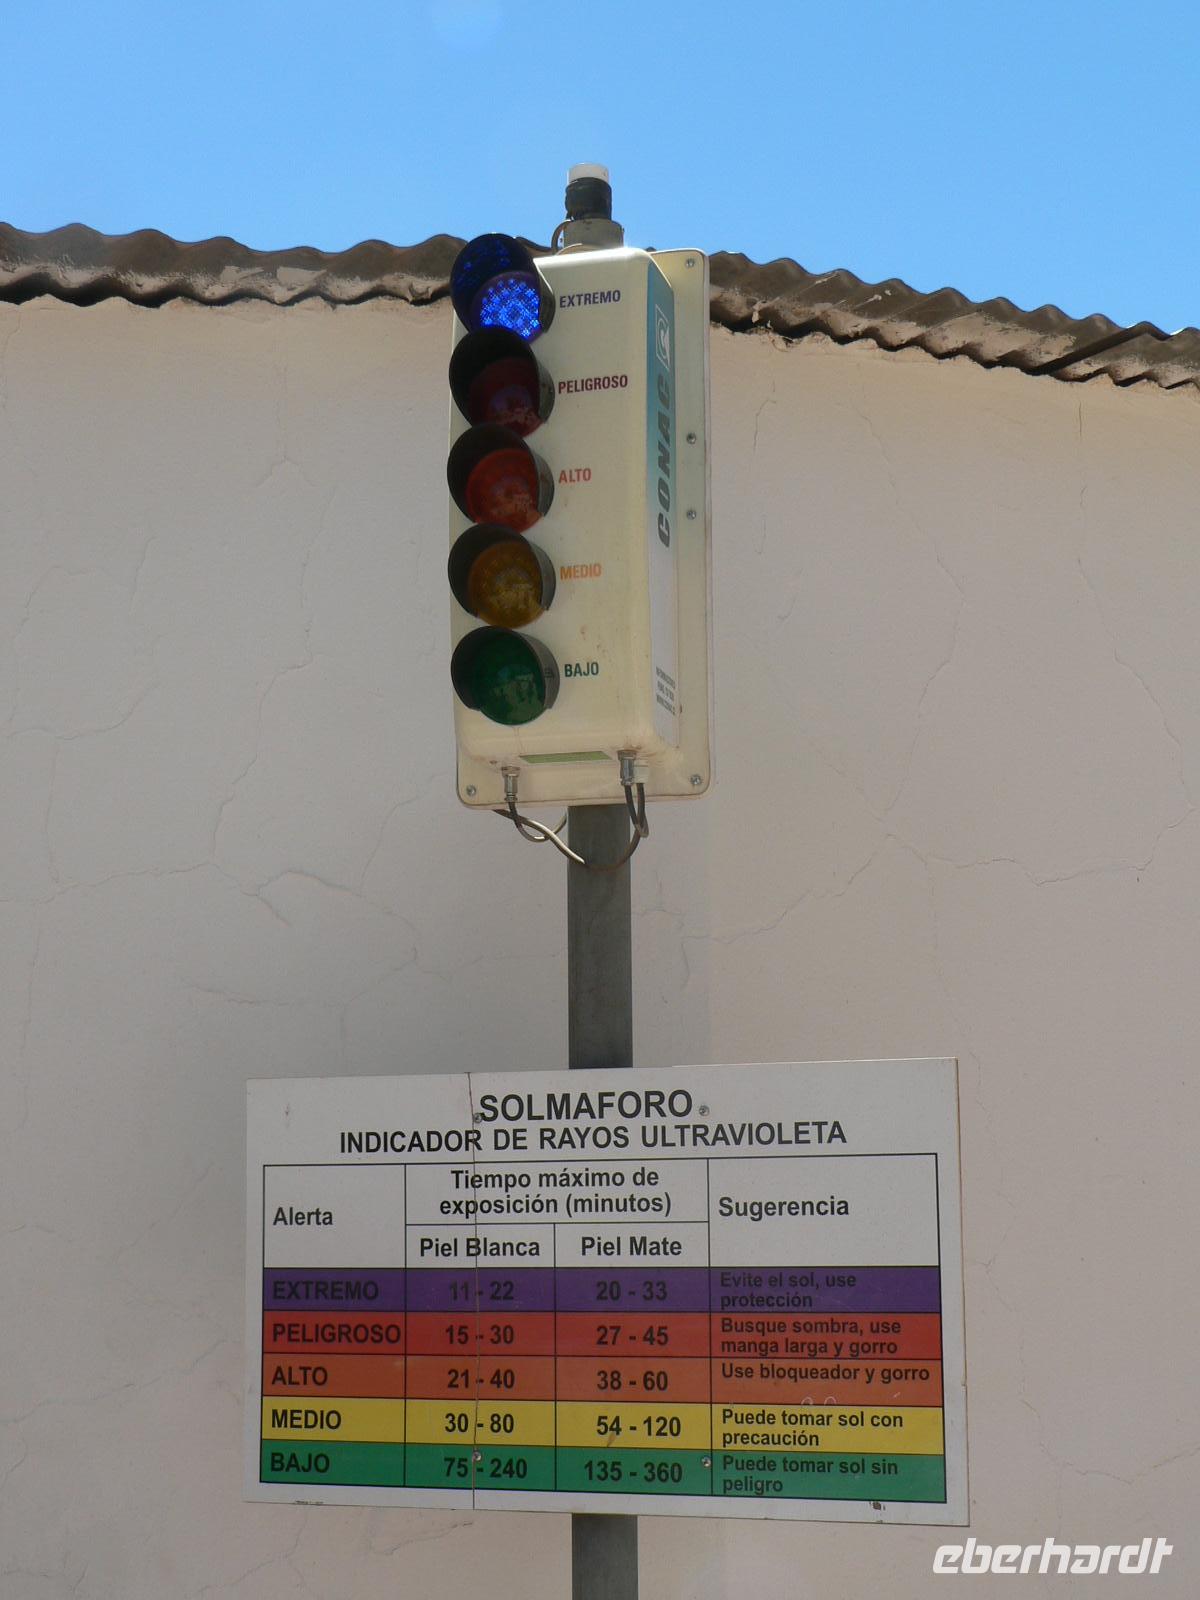 EXTREMO
PELIGROSO
ALTO
MEDIO
BAJO
CONAC
SOLMAFORO
INDICADOR DE RAYOS ULTRAVIOLETA
Alerta
Tiempo máximo de
exposición (minutos)
Sugerencia
Piel Blanca
Piel Mate
EXTREMO 11 - 22 20 - 33 Evite el sol, use
protección
PELIGROSO 15 - 30 27 - 45 Busque sombra, use
manga larga y gorro
ALTO 21 - 40 38 - 60 Use bloqueador y gorro
MEDIO 30 - 80 54 - 120 Puede tomar sol con
precaución
BAJO 75 - 240 135 - 360 Puede tomar sol sin
peligro
eberhardt